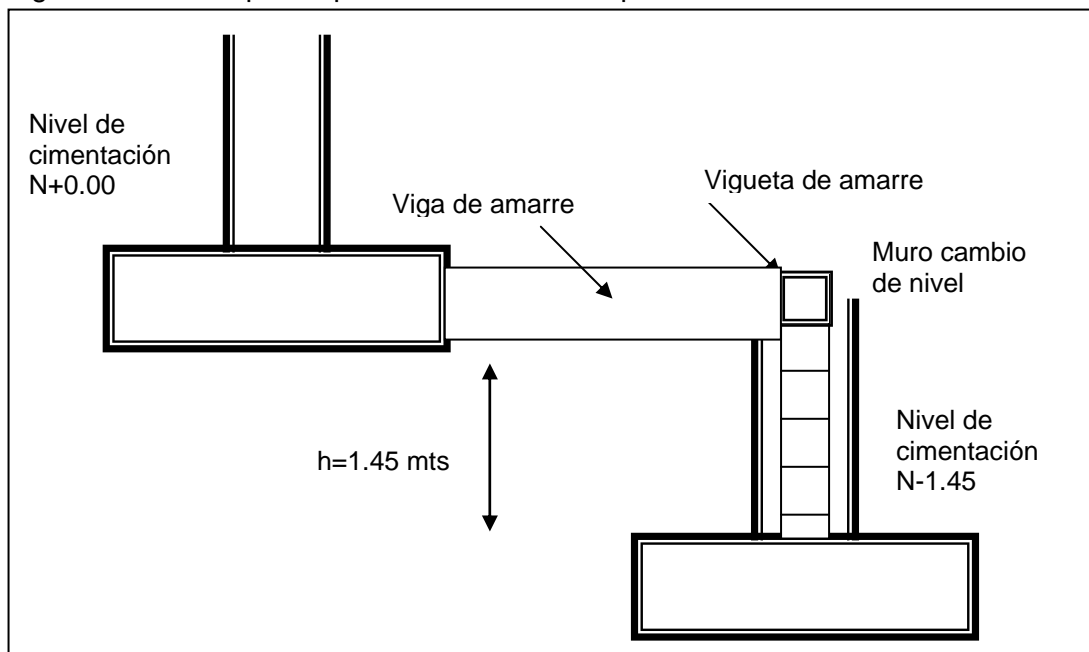 Nivel de
cimentación
N+0.00
Viga de amarre
Vigueta de amarre
Muro cambio
de nivel
h=1.45 mts
Nivel de
cimentación
N-1.45